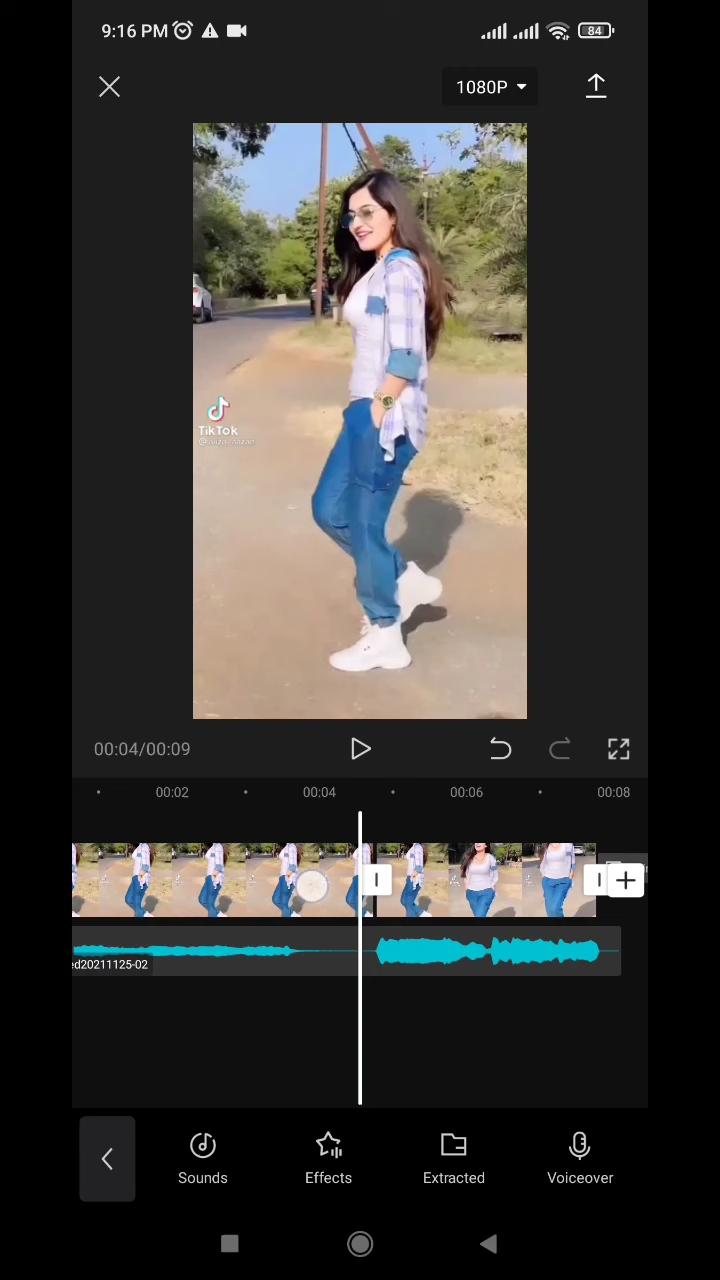 9:16 PM
84
1080P
TikTok
00:04/00:09
00:02
00:04
00:06
00:08
ed20211125-02
Sounds
Effects
Extracted
Voiceover